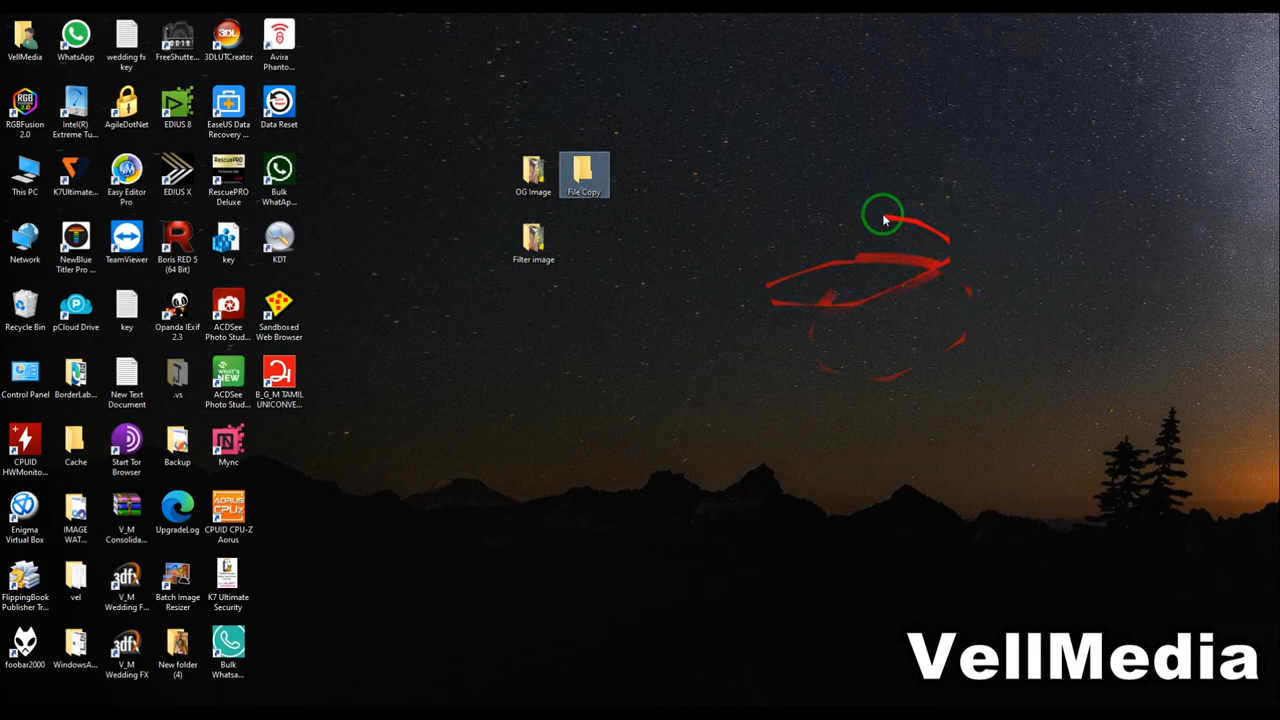 VellMedia
WhatsApp
wedding fx
key
FreeShutte...
3DLUTCreator
Avira
Phanto...
RGBFusion
2.0
Intel(R)
Extreme Tu...
AgileDotNet
EDIUS 8
EaseUS Data
Recovery ...
Data Reset
This PC
K7Ultimate...
Easy Editor
Pro
EDIUS X
RescuePRO
Deluxe
Bulk
WhatAp...
OG Image
File Copy
Network
NewBlue
Titler Pro ...
TeamViewer
Boris RED 5
(64 Bit)
key
KDT
Filter image
Recycle Bin
pCloud Drive
key
Opanda IExif
2.3
ACDSee
Photo Stud...
Sandboxed
Web Browser
Control Panel
BorderLab...
New Text
Document
.vs
ACDSee
Photo Stud...
B_G_M TAMIL
UNICONVE...
CPUID
HWMonito...
Cache
Start Tor
Browser
Backup
Mync
Enigma
Virtual Box
IMAGE
WAT...
V_M
Consolida...
UpgradeLog
CPUID CPU-Z
Aorus
FlippingBook
Publisher Tr...
vel
V_M
Wedding F...
Batch Image
Resizer
K7 Ultimate
Security
foobar2000
WindowsA...
V_M
Wedding FX
New folder
(4)
Bulk
Whatsa...
VellMedia